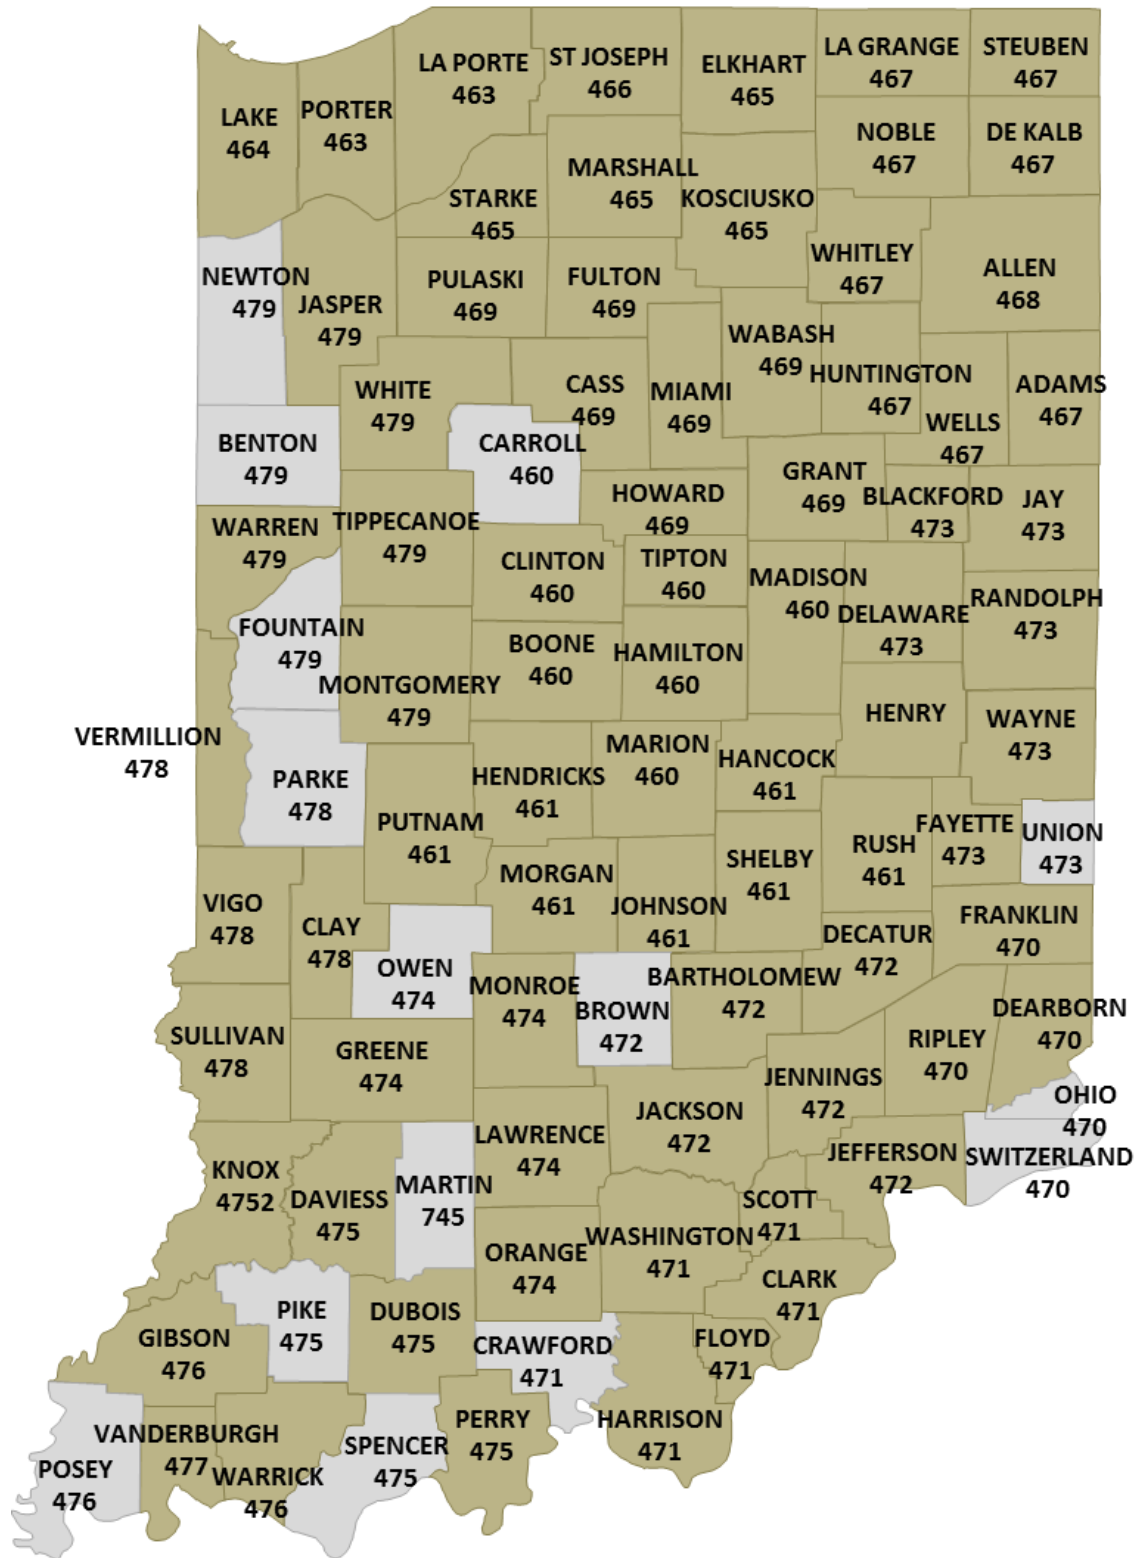 LA PORTE
463
ST JOSEPH
466
ELKHART
465
LA GRANGE
467
STEUBEN
467
LAKE
464
PORTER
463
NOBLE
467
DE KALB
467
MARSHALL
465
STARKE
465
KOSCIUSKO
465
WHITLEY
467
ALLEN
468
NEWTON
479
JASPER
479
PULASKI
469
FULTON
469
WABASH
469
HUNTINGTON
467
WHITE
479
CASS
469
MIAMI
469
WELLS
467
ADAMS
467
BENTON
479
CARROLL
460
GRANT
469
BLACKFORD
473
JAY
473
HOWARD
469
WARREN
479
TIPPECANOE
479
CLINTON
460
TIPTON
460
MADISON
460
DELAWARE
473
RANDOLPH
473
FOUNTAIN
479
MONTGOMERY
479
BOONE
460
HAMILTON
460
HENRY
WAYNE
473
VERMILLION
478
PARKE
478
HENDRICKS
461
MARION
460
HANCOCK
461
PUTNAM
461
RUSH
461
FAYETTE
473
UNION
473
SHELBY
461
MORGAN
461
JOHNSON
461
VIGO
478
CLAY
478
DECATUR
472
FRANKLIN
470
OWEN
474
MONROE
474
BROWN
472
BARTHOLOMEW
472
DEARBORN
470
SULLIVAN
478
GREENE
474
RIPLEY
470
JENNINGS
472
OHIO
470
JACKSON
472
LAWRENCE
474
JEFFERSON
472
SWITZERLAND
470
KNOX
4752
DAVIESS
475
MARTIN
745
SCOTT
471
WASHINGTON
471
ORANGE
474
CLARK
471
GIBSON
476
PIKE
475
DUBOIS
475
CRAWFORD
471
FLOYD
471
HARRISON
471
PERRY
475
VANDERBURGH
477
WARRICK
476
SPENCER
475
POSEY
476